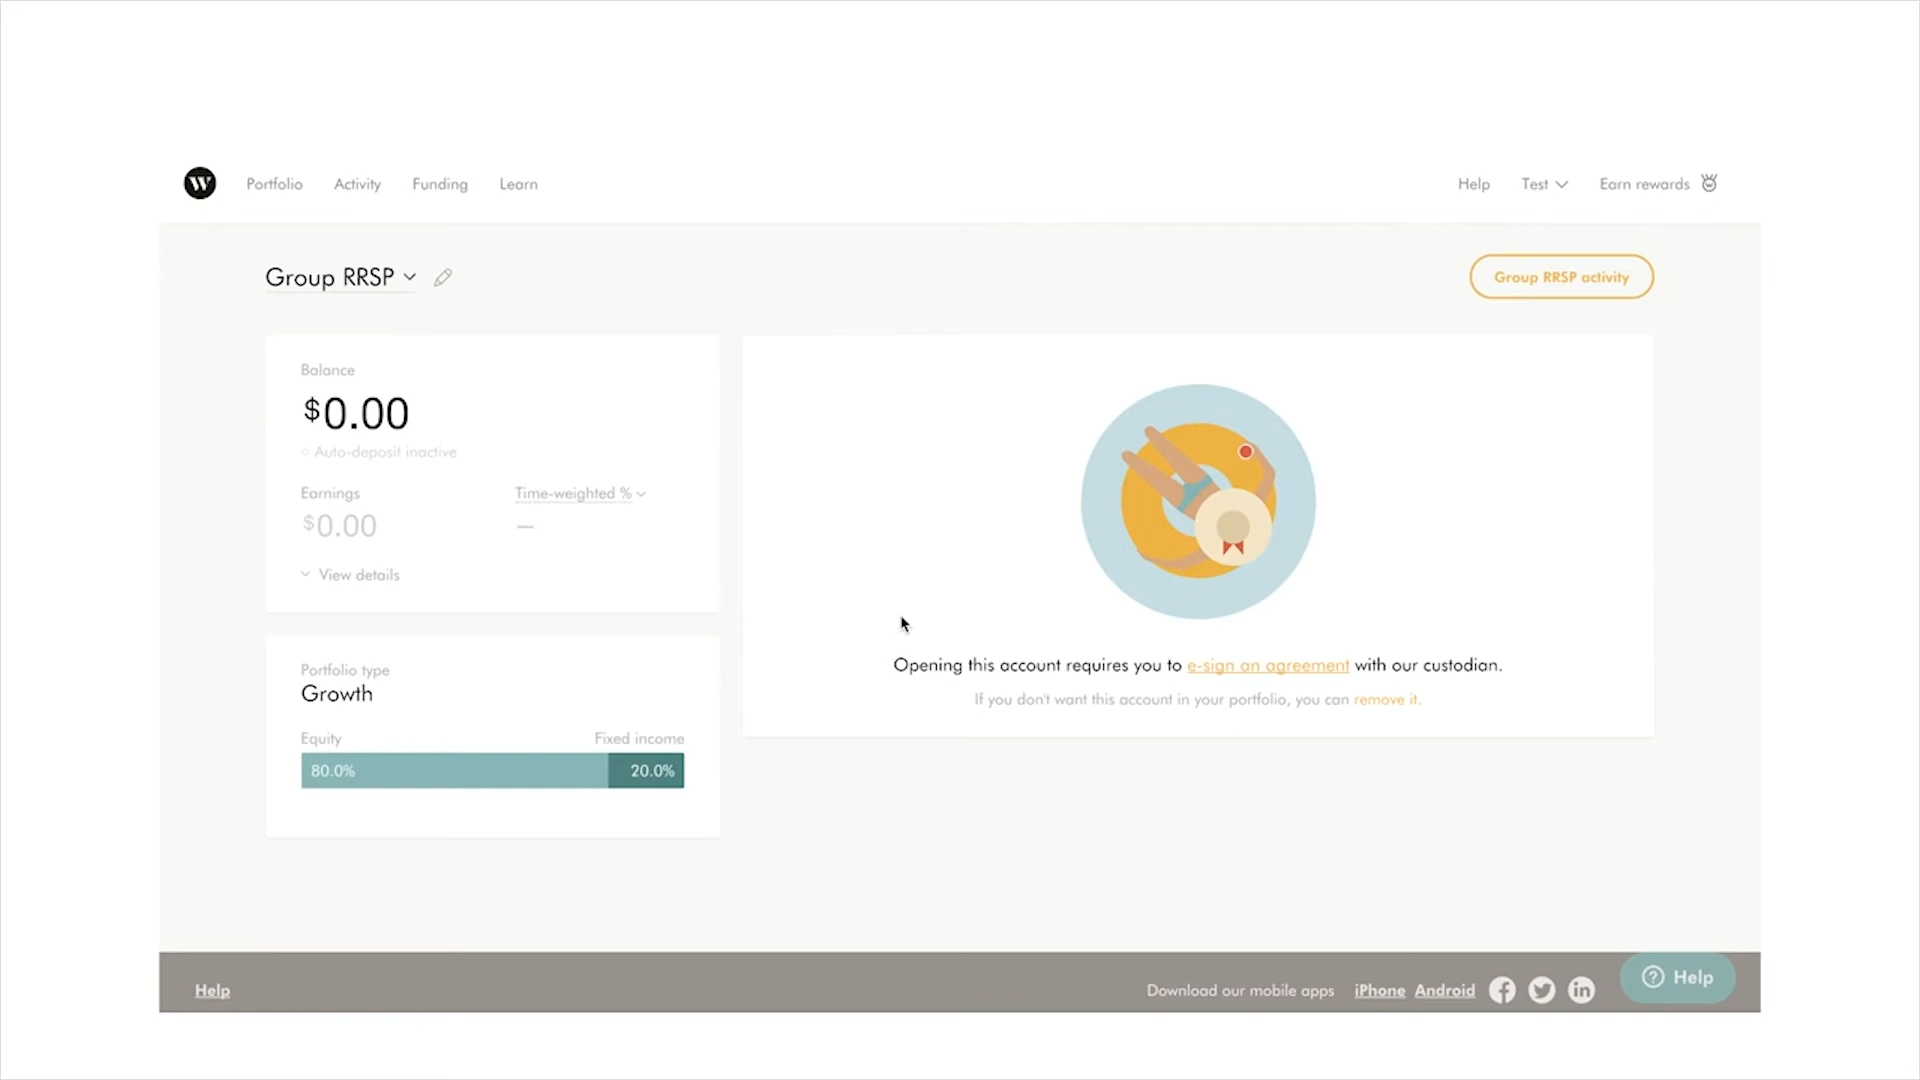 W Portfolio Activity Funding Learn Help Test Earn rewards
Group RRSP
Group RRSP activity
Balance
$0.00
Auto-deposit inactive
Earnings Time-weighted %
$0.00 –
View details
Opening this account requires you to e-sign an agreement with our custodian.
If you don't want this account in your portfolio, you can remove it.
Portfolio type
Growth
Equity Fixed income
80.0% 20.0%
Help Download our mobile apps iPhone Android
Help